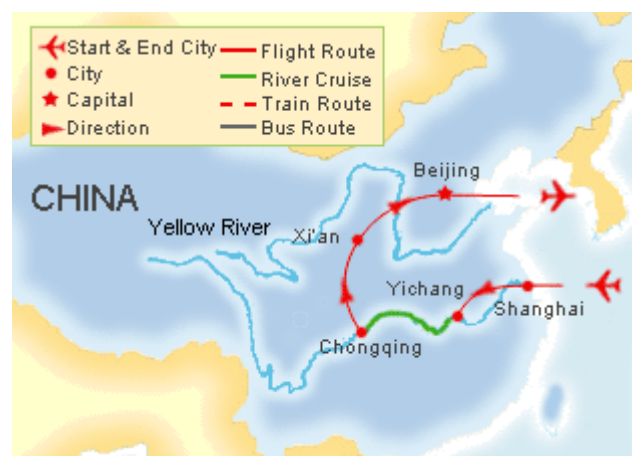 Start & End City
City
Capital
Direction
Flight Route
River Cruise
Train Route
Bus Route
CHINA
Beijing
Yellow River
Xi'an
Yichang
Shanghai
Chongqing